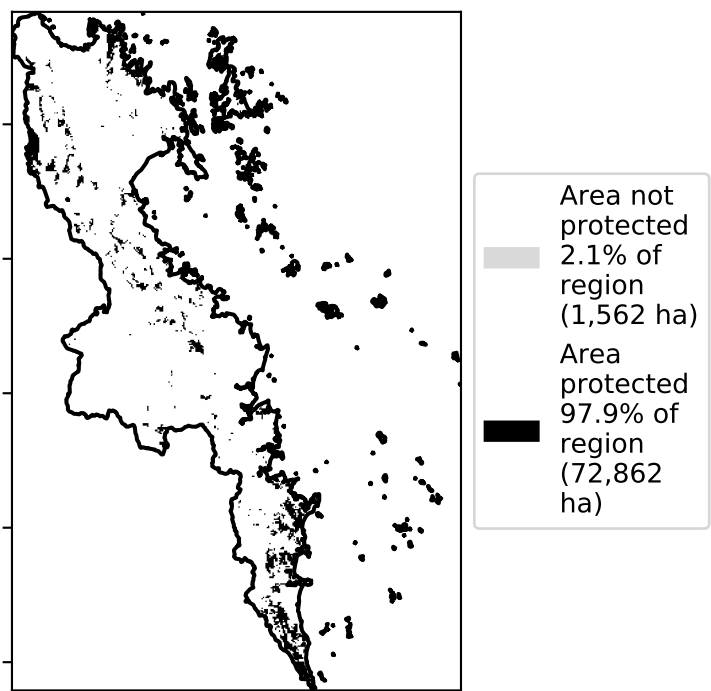 Area not
protected
2.1% of
region
(1,562 ha)
Area
protected
97.9% of
region
(72,862
ha)